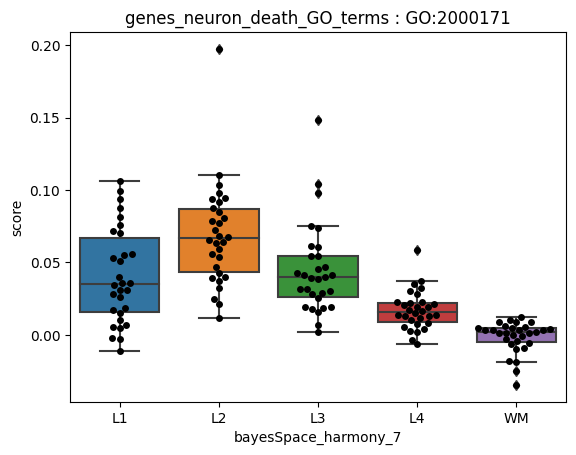 genes_neuron_death_GO_terms : GO:2000171
0.20
0.15
0.10
0.05
0.00
score
L1 L2 L3 L4 WM
bayesSpace_harmony_7